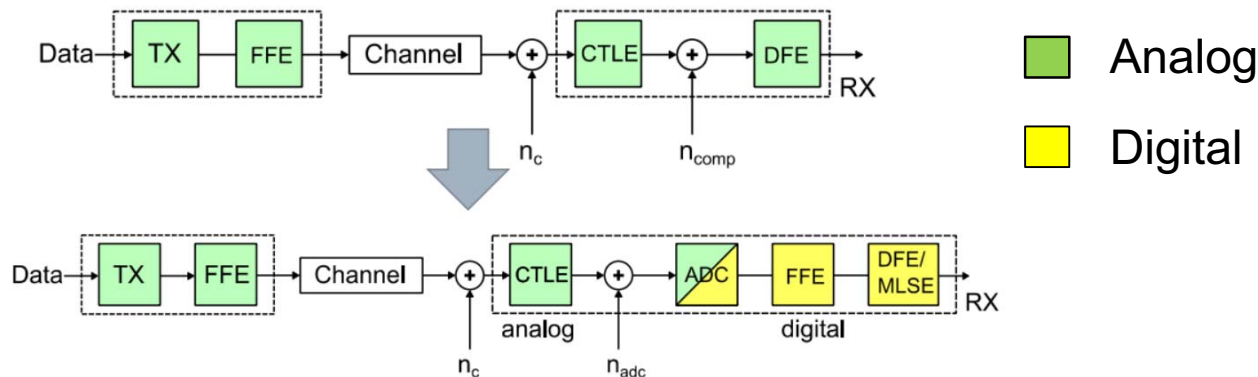 Data TX FFE Channel + CTLE + DFE RX
n_c n_comp
Analog
Digital
Data TX FFE Channel + CTLE + ADC FFE DFE/
MLSE RX
analog digital
n_c n_adc